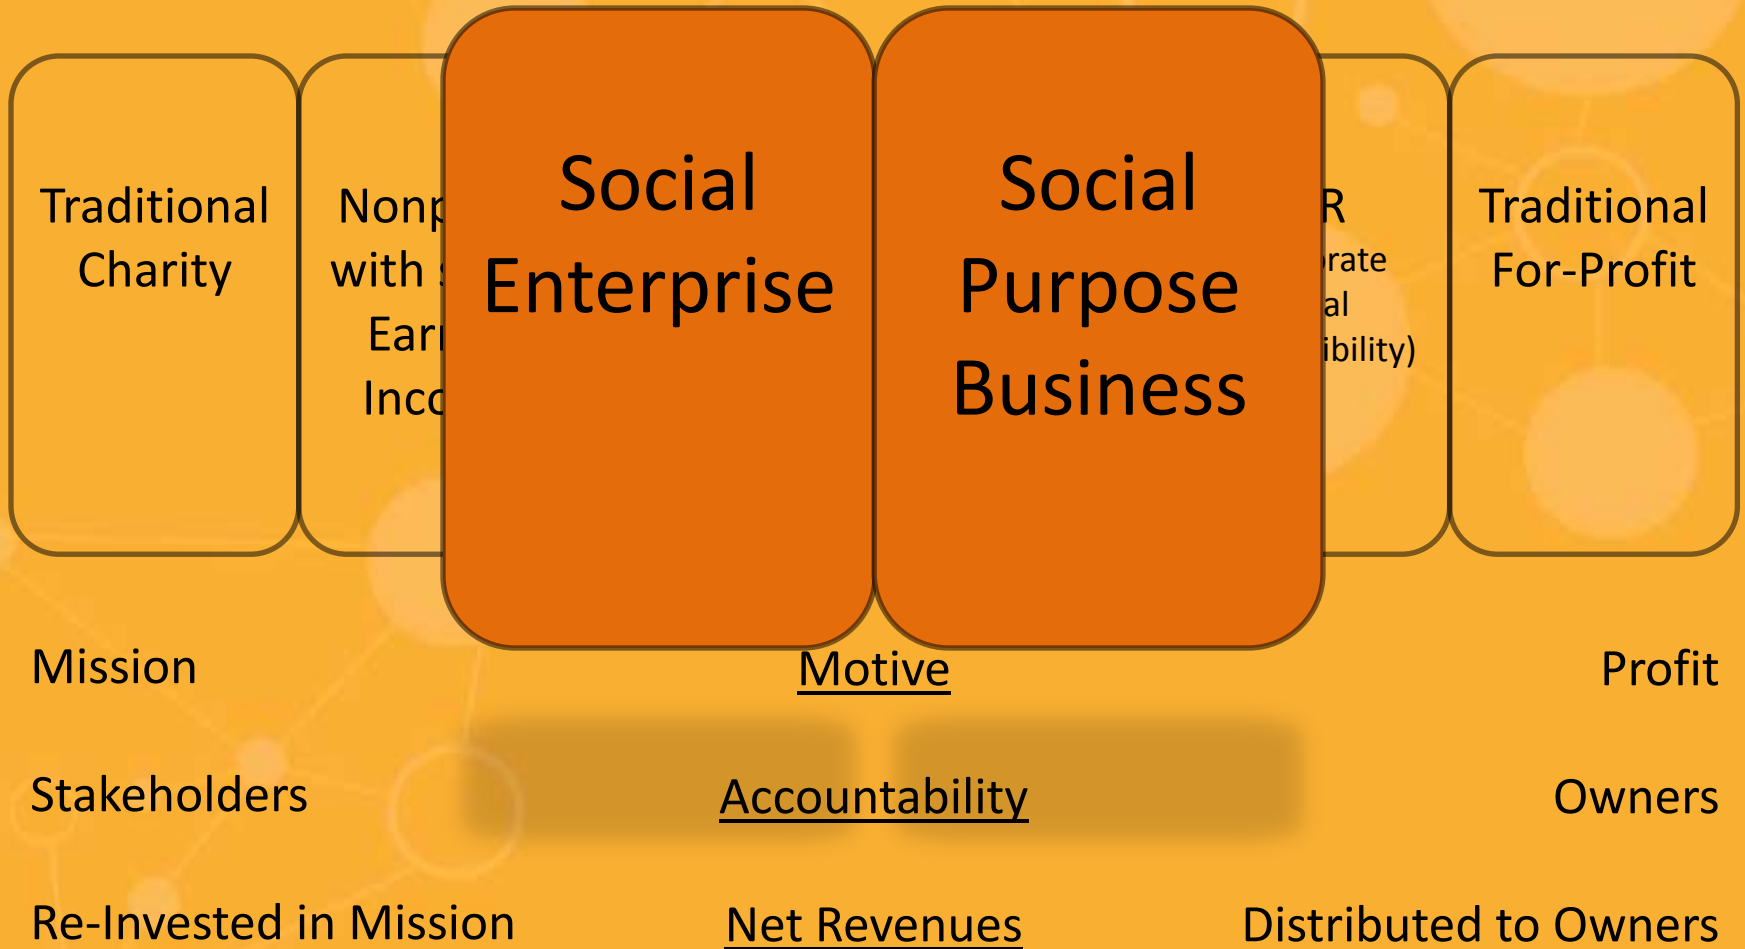 Traditional
Charity
with
Social
Enterprise
Social
Purpose
Business
Traditional
For-Profit
Mission
Motive
Profit
Stakeholders
Accountability
Owners
Re-Invested in Mission
Net Revenues
Distributed to Owners